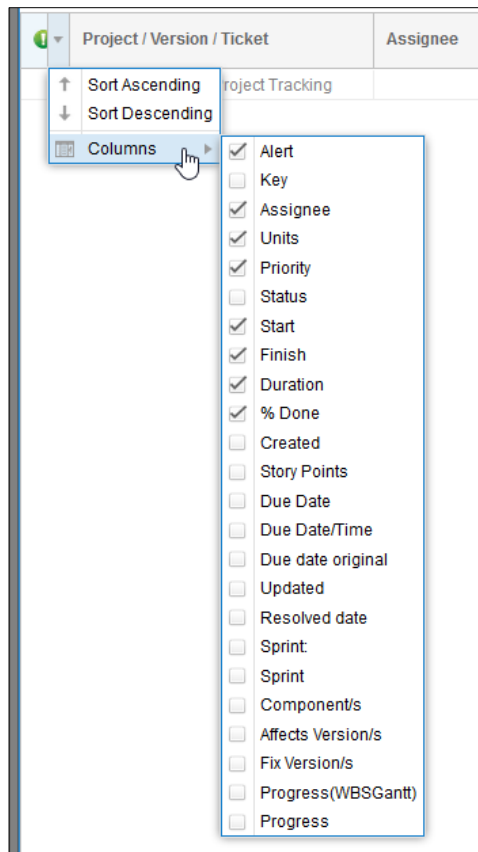 Project / Version / Ticket
Assignee
Sort Ascending
roject Tracking
Sort Descending
Columns
Alert
Key
Assignee
Units
Priority
Status
Start
Finish
Duration
% Done
Created
Story Points
Due Date
Due Date/Time
Due date original
Updated
Resolved date
Sprint:
Sprint
Component/s
Affects Version/s
Fix Version/s
Progress(WBSGantt)
Progress